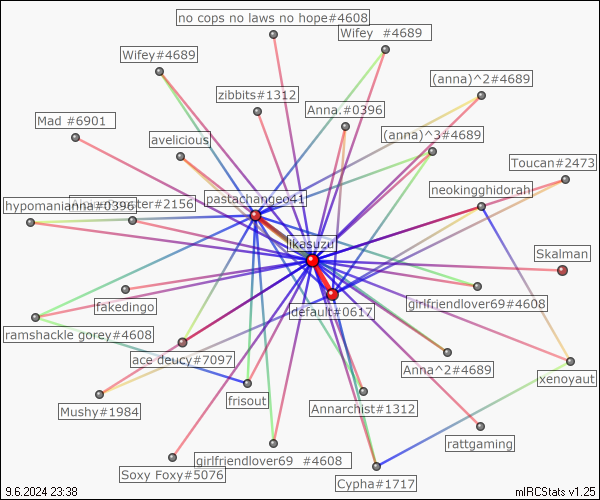 no cops no laws no hope#4608
Wifey  #4689
Wifey#4689
(anna)^2#4689
zibbits#1312
Anna.#0396
Mad #6901
(anna)^3#4689
avelicious
Toucan#2473
neokingghidorah
pastachangeo41
hypomanianna#0396
#2156
ikasuzu
Skalman
fakedingo
girlfriendlover69#4608
default#0617
ramshackle gorey#4608
ace deucy#7097
Anna^2#4689
xenoyaut
frisout
Annarchist#1312
Mushy#1984
rattgaming
girlfriendlover69  #4608
Soxy Foxy#5076
Cypha#1717
9.6.2024 23:38
mIRCStats v1.25